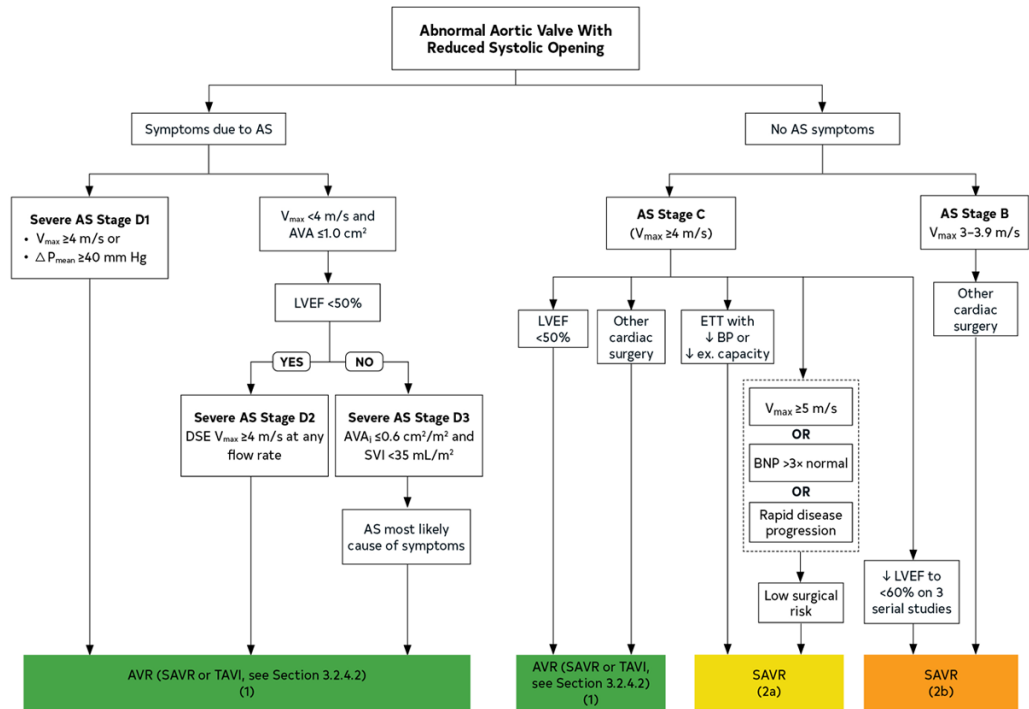 Abnormal Aortic Valve With
Reduced Systolic Opening
Symptoms due to AS
No AS symptoms
Severe AS Stage D1
• Vmax ≥4 m/s or
• △ Pmean ≥40 mm Hg
Vmax <4 m/s and
AVA ≤1.0 cm²
AS Stage C
(Vmax ≥4 m/s)
AS Stage B
Vmax 3–3.9 m/s
LVEF <50%
LVEF
<50%
Other
cardiac
surgery
ETT with
↓ BP or
↓ ex. capacity
Other
cardiac
surgery
YES
NO
Severe AS Stage D2
DSE Vmax ≥4 m/s at any
flow rate
Severe AS Stage D3
AVAi ≤0.6 cm²/m² and
SVI <35 mL/m²
Vmax ≥5 m/s
OR
BNP >3× normal
OR
Rapid disease
progression
AS most likely
cause of symptoms
Low surgical
risk
↓ LVEF to
<60% on 3
serial studies
AVR (SAVR or TAVI, see Section 3.2.4.2)
(1)
AVR (SAVR or TAVI,
see Section 3.2.4.2)
(1)
SAVR
(2a)
SAVR
(2b)